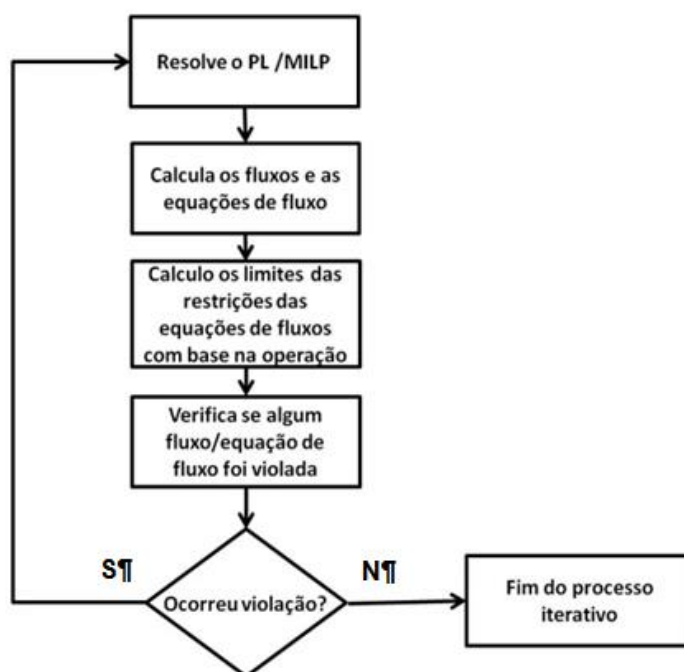 Resolve o PL /MILP
Calcula os fluxos e as
equações de fluxo
Calculo os limites das
restrições das
equações de fluxos
com base na operação
Verifica se algum
fluxo/equação de
fluxo foi violada
S¶
N¶
Ocorreu violação?
Fim do processo
iterativo